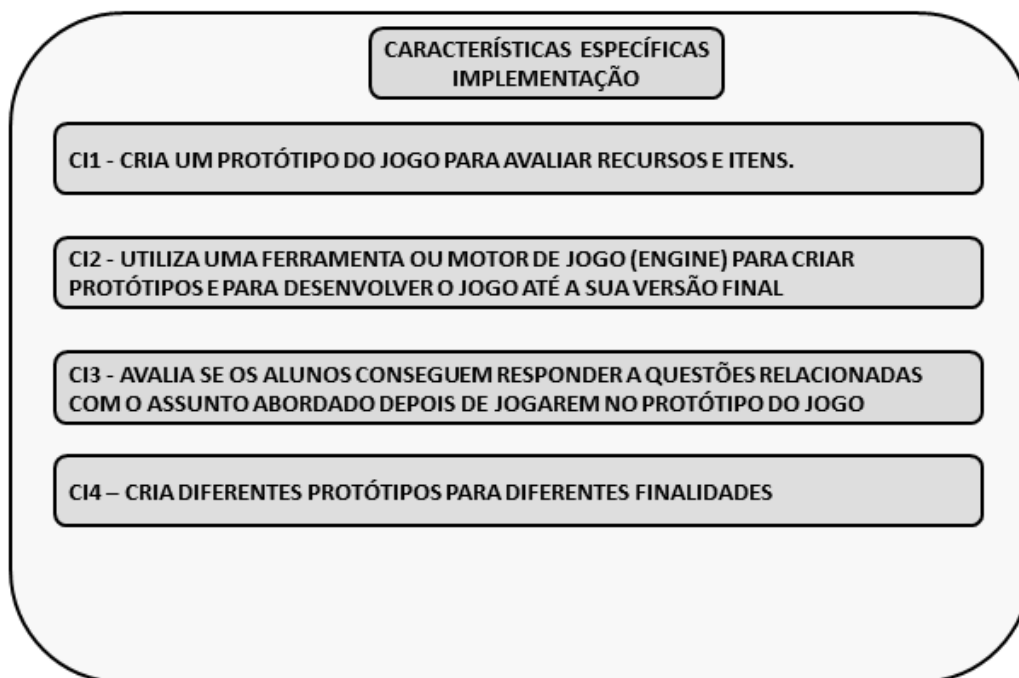 CARACTERÍSTICAS ESPECÍFICAS
IMPLEMENTAÇÃO
CI1 - CRIA UM PROTÓTIPO DO JOGO PARA AVALIAR RECURSOS E ITENS.
CI2 - UTILIZA UMA FERRAMENTA OU MOTOR DE JOGO (ENGINE) PARA CRIAR
PROTÓTIPOS E PARA DESENVOLVER O JOGO ATÉ A SUA VERSÃO FINAL
CI3 - AVALIA SE OS ALUNOS CONSEGUEM RESPONDER A QUESTÕES RELACIONADAS
COM O ASSUNTO ABORDADO DEPOIS DE JOGAREM NO PROTÓTIPO DO JOGO
CI4 – CRIA DIFERENTES PROTÓTIPOS PARA DIFERENTES FINALIDADES